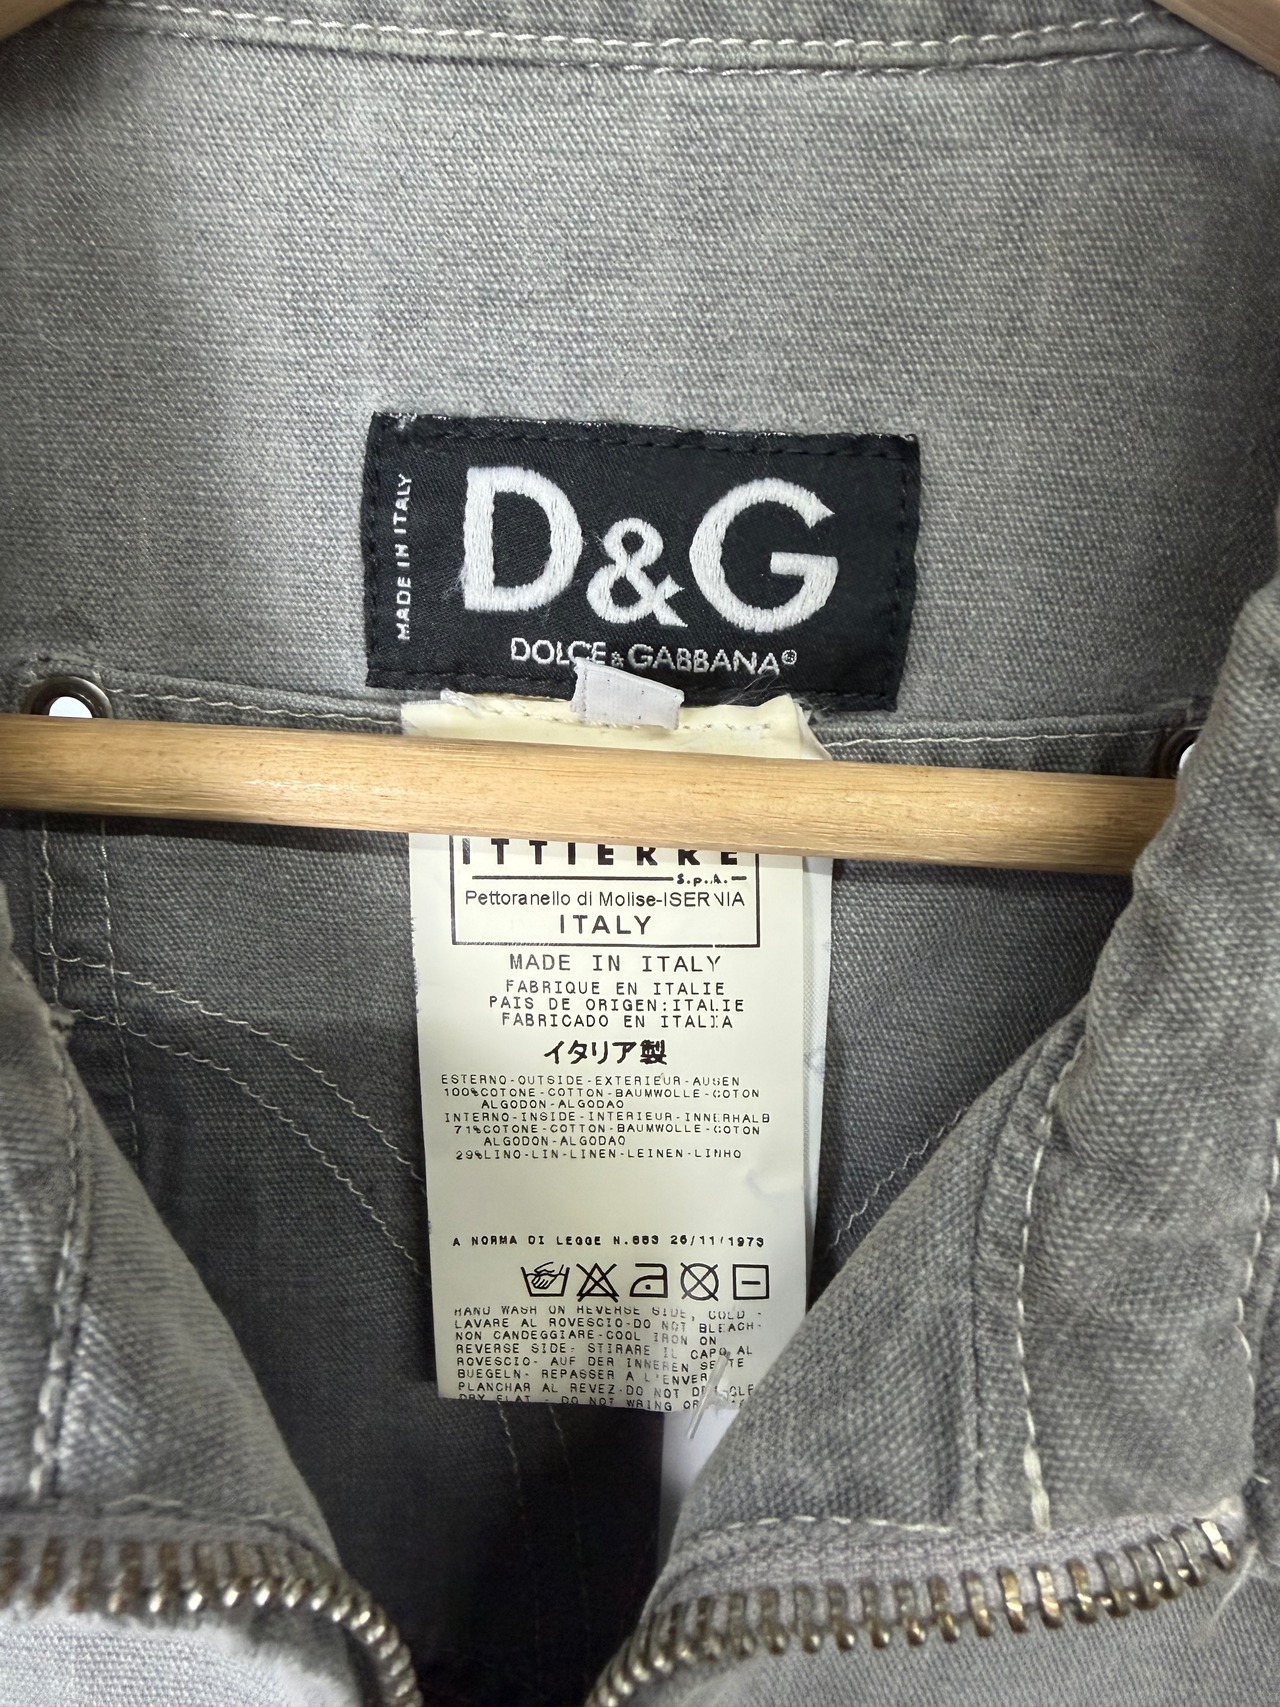 MADE IN ITALY
D&G
DOLCE & GABBANA®
ITTIERRE
S.p.A.
Pettoranello di Molise-ISERNIA
ITALY
MADE IN ITALY
FABRIQUE EN ITALIE
PAIS DE ORIGEN:ITALIE
FABRICADO EN ITALIA
イタリア製
ESTERNO-OUTSIDE-EXTERIEUR-AUSEN
100%COTONE-COTTON-BAUMWOLLE-COTON
ALGODON-ALGODAO
INTERNO-INSIDE-INTERIEUR-INNERHALB
71%COTONE-COTTON-BAUMWOLLE-COTON
ALGODON-ALGODAO
29%LINO-LIN-LINEN-LEINEN-LINHO
A NORMA DI LEGGE N.883 26/11/1973
HAND WASH ON REVERSE SIDE, COLD -
LAVARE AL ROVESCIO-DO NOT BLEACH-
NON CANDEGGIARE-COOL IRON ON
REVERSE SIDE- STIRARE IL CAPO AL
ROVESCIO- AUF DER INNEREN SEITE
BUEGELN- REPASSER A L'ENVER
PLANCHAR AL REVEZ-DO NOT
DRY FLAT - DO NOT WRING